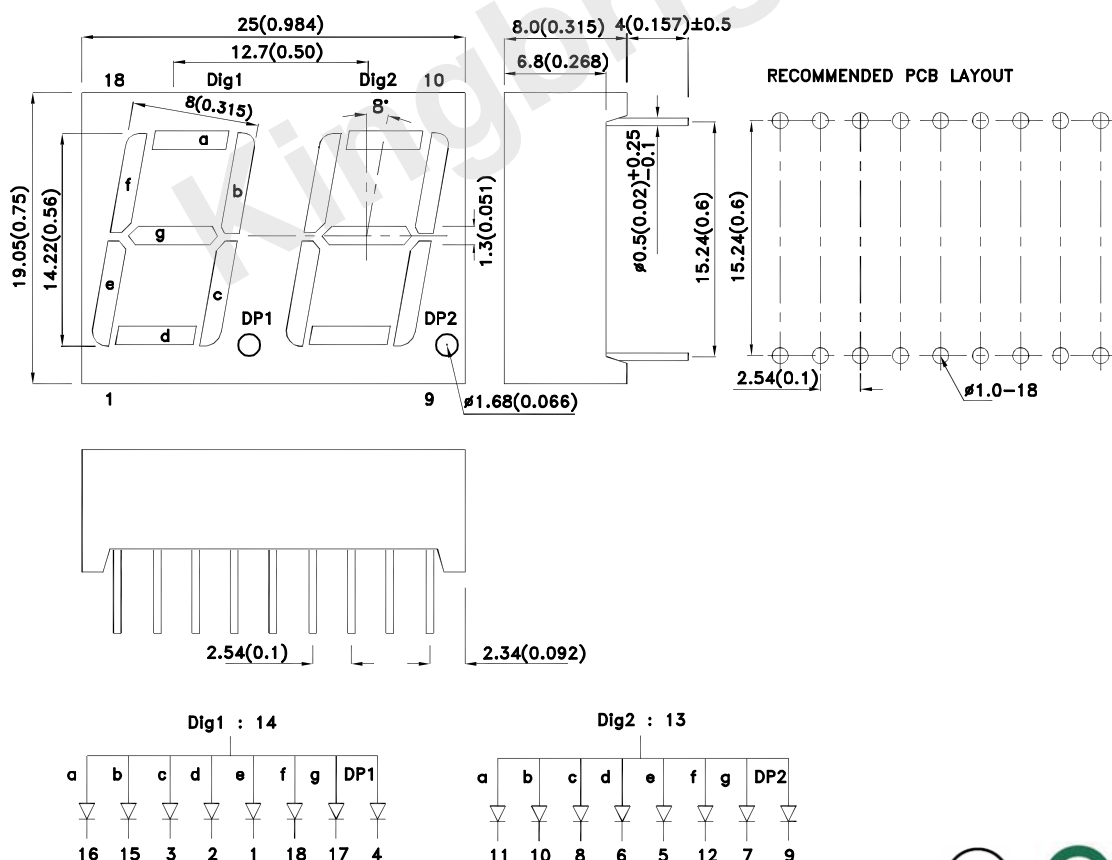 Kingbrig
25(0.984)
12.7(0.50)
18 Dig1 Dig2 10
8(0.315)
8°
a
f
b
g
e
c
d
DP1
DP2
19.05(0.75)
14.22(0.56)
1.3(0.051)
1
9
ø1.68(0.066)
8.0(0.315) 4(0.157)±0.5
6.8(0.268)
ø0.5(0.02)+0.25
-0.1
15.24(0.6)
RECOMMENDED PCB LAYOUT
15.24(0.6)
2.54(0.1)
ø1.0-18
2.54(0.1)
2.34(0.092)
Dig1 : 14
a b c d e f g DP1
16 15 3 2 1 18 17 4
Dig2 : 13
a b c d e f g DP2
11 10 8 6 5 12 7 9